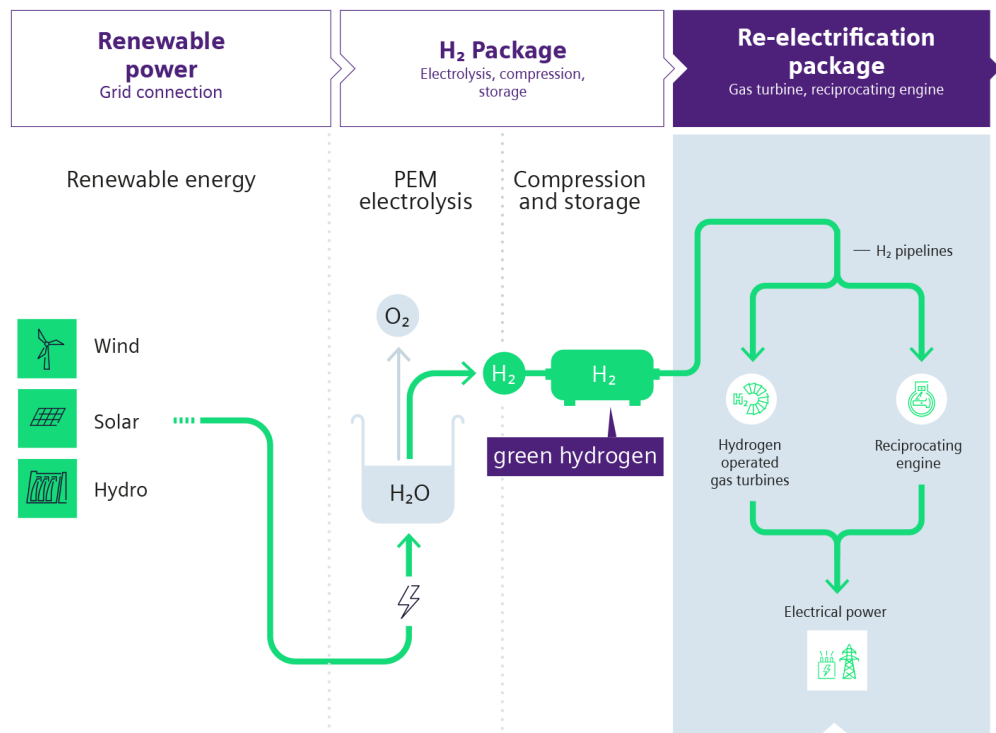 Renewable
power
Grid connection
H₂ Package
Electrolysis, compression,
storage
Re-electrification
package
Gas turbine, reciprocating engine
Renewable energy
PEM
electrolysis
Compression
and storage
H₂ pipelines
O₂
Wind
Solar
Hydro
H₂
H₂
green hydrogen
H₂O
H₂
Hydrogen
operated
gas turbines
Reciprocating
engine
Electrical power